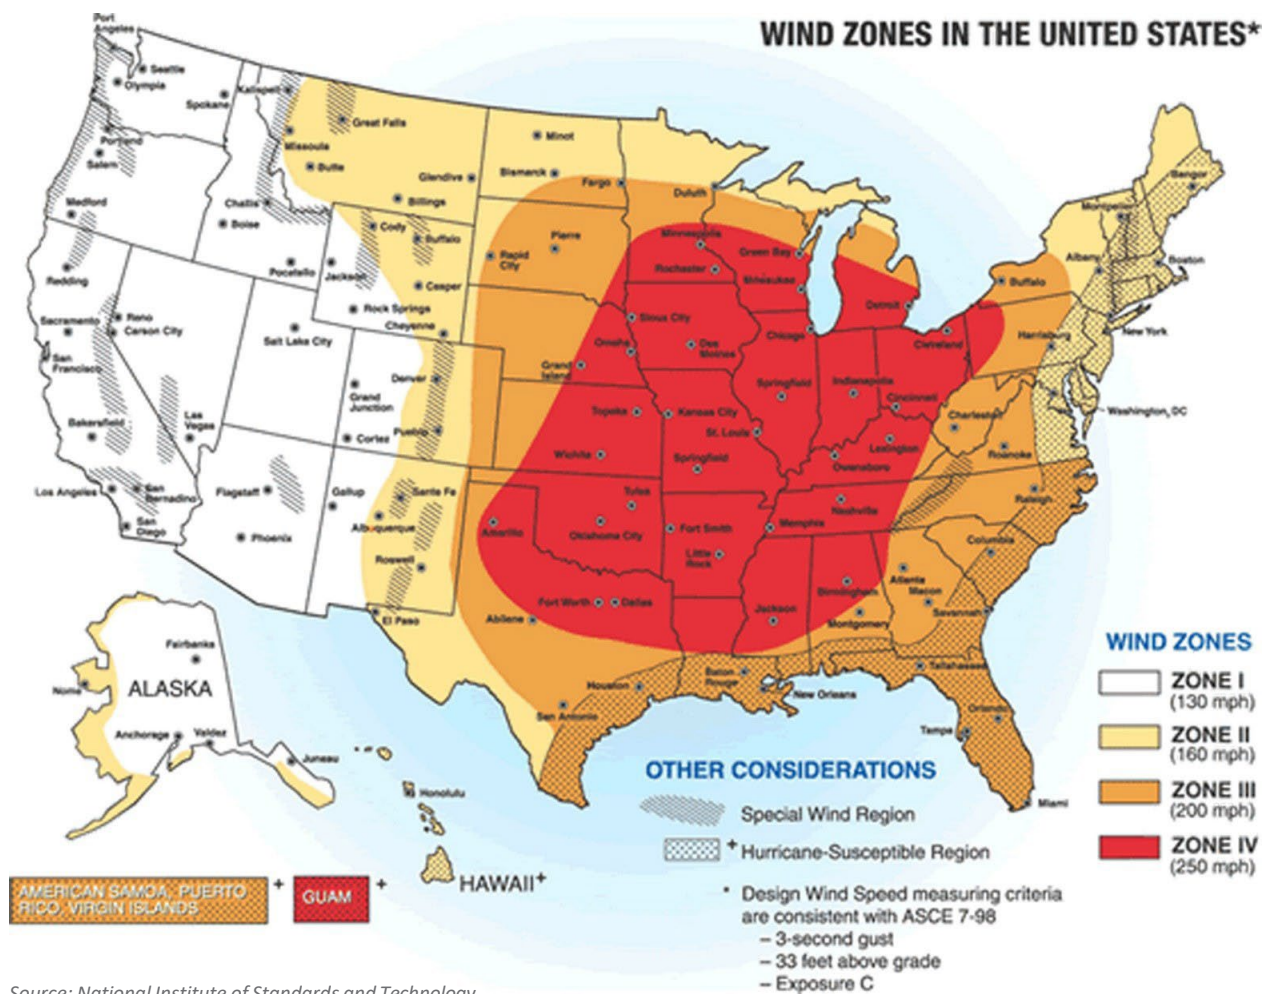 WIND ZONES IN THE UNITED STATES*
Port
Angeles
Seattle
Olympia
Spokane
Kalispell
Great Falls
Missoula
Butte
Glendive
Billings
Minot
Bismarck
Fargo
Duluth
Portland
Salem
Medford
Challis
Boise
Pocatello
Cody
Buffalo
Jackson
Casper
Rock Springs
Cheyenne
Rapid
City
Pierre
Minneapolis
Rochester
Green Bay
Milwaukee
Detroit
Buffalo
Albany
Montpelier
Bangor
Boston
New York
Harrisburg
Washington, DC
Redding
Sacramento
Reno
Carson City
San
Francisco
Salt Lake City
Grand
Junction
Denver
Pueblo
Cortez
Sioux City
Omaha
Des
Moines
Grand
Island
Chicago
Cleveland
Springfield
Indianapolis
Cincinnati
Charleston
Roanoke
Topeka
Kansas City
St. Louis
Lexington
Owensboro
Wichita
Springfield
Bakersfield
Las
Vegas
Los Angeles
San
Bernadino
San
Diego
Flagstaff
Phoenix
Gallup
Santa Fe
Albuquerque
Roswell
El Paso
Amarillo
Tulsa
Oklahoma City
Fort Smith
Little
Rock
Memphis
Nashville
Raleigh
Columbia
Atlanta
Macon
Savannah
Birmingham
Montgomery
Jackson
Fort Worth
Dallas
Abilene
Houston
San Antonio
Baton
Rouge
New Orleans
Tallahassee
Orlando
Tampa
Miami
Fairbanks
Nome
ALASKA
Anchorage
Valdez
Juneau
Honolulu
HAWAII+
AMERICAN SAMOA, PUERTO
RICO, VIRGIN ISLANDS
+
GUAM
+
WIND ZONES
ZONE I
(130 mph)
ZONE II
(160 mph)
ZONE III
(200 mph)
ZONE IV
(250 mph)
OTHER CONSIDERATIONS
Special Wind Region
+ Hurricane-Susceptible Region
* Design Wind Speed measuring criteria
are consistent with ASCE 7-98
– 3-second gust
– 33 feet above grade
– Exposure C
Source: National Institute of Standards and Technology